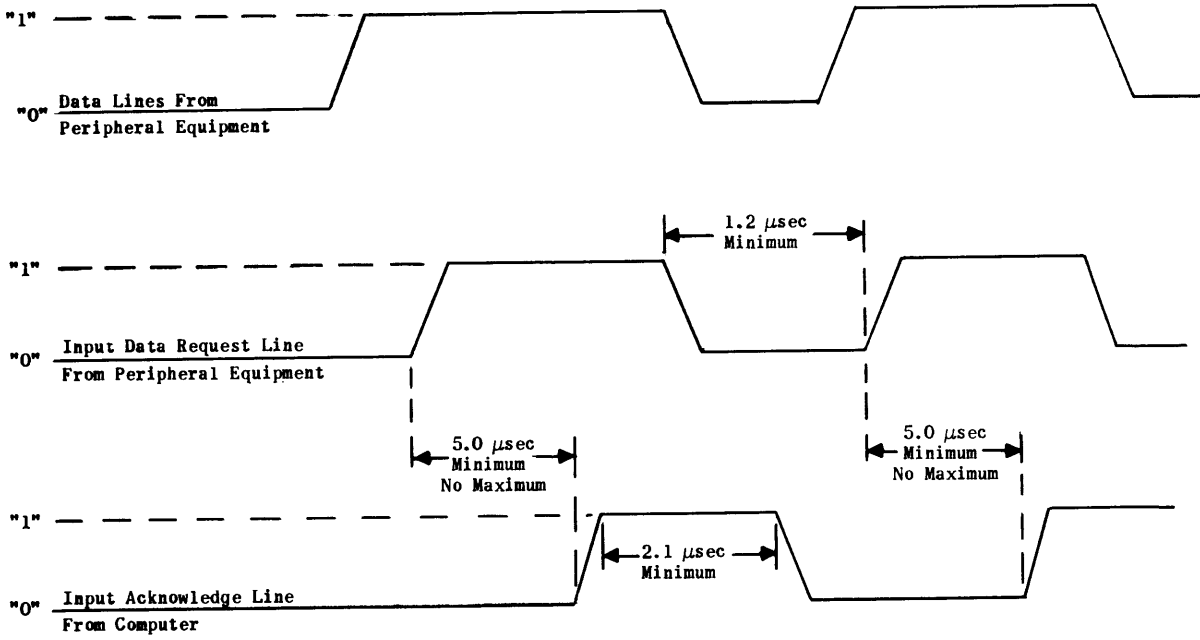 "1"
"0"
Data Lines From
Peripheral Equipment
1.2 μsec
Minimum
"1"
"0"
Input Data Request Line
From Peripheral Equipment
5.0 μsec
Minimum
No Maximum
5.0 μsec
Minimum
No Maximum
"1"
2.1 μsec
Minimum
"0"
Input Acknowledge Line
From Computer